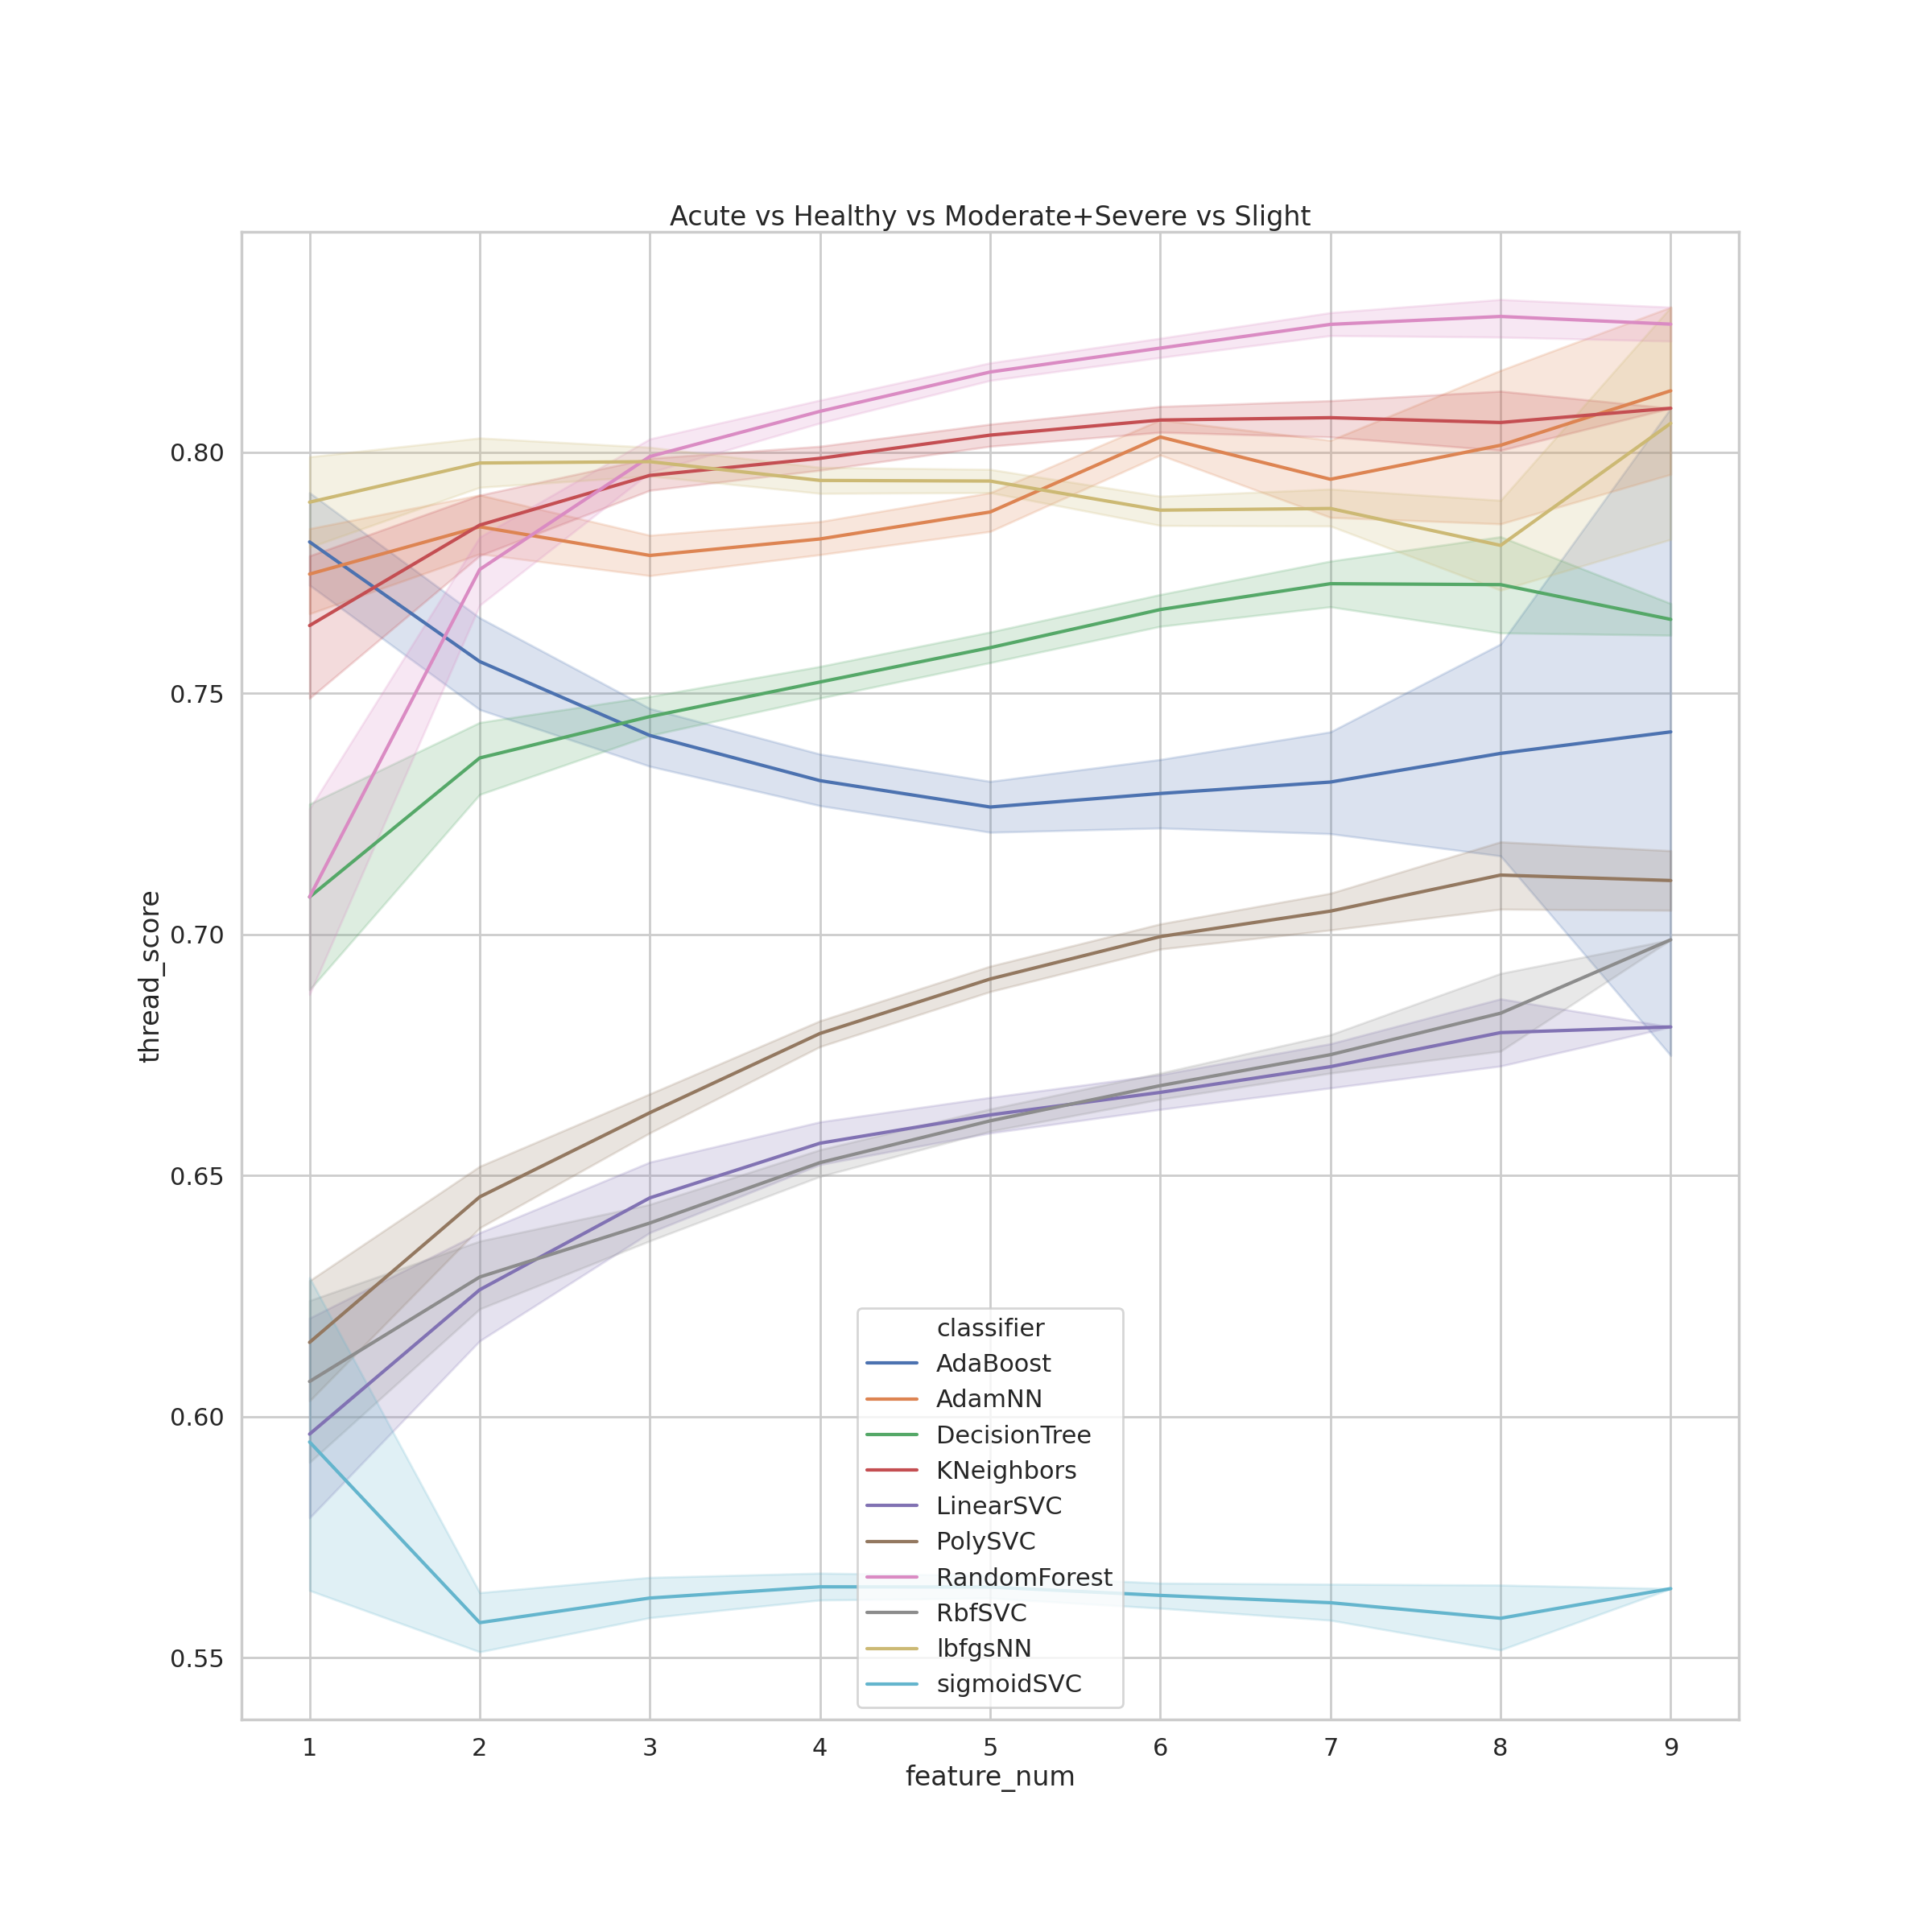 Acute vs Healthy vs Moderate+Severe vs Slight
thread_score
0.80
0.75
0.70
0.65
0.60
0.55
classifier
AdaBoost
AdamNN
DecisionTree
KNeighbors
LinearSVC
PolySVC
RandomForest
RbfSVC
lbfgsNN
sigmoidSVC
1 2 3 4 5 6 7 8 9
feature_num